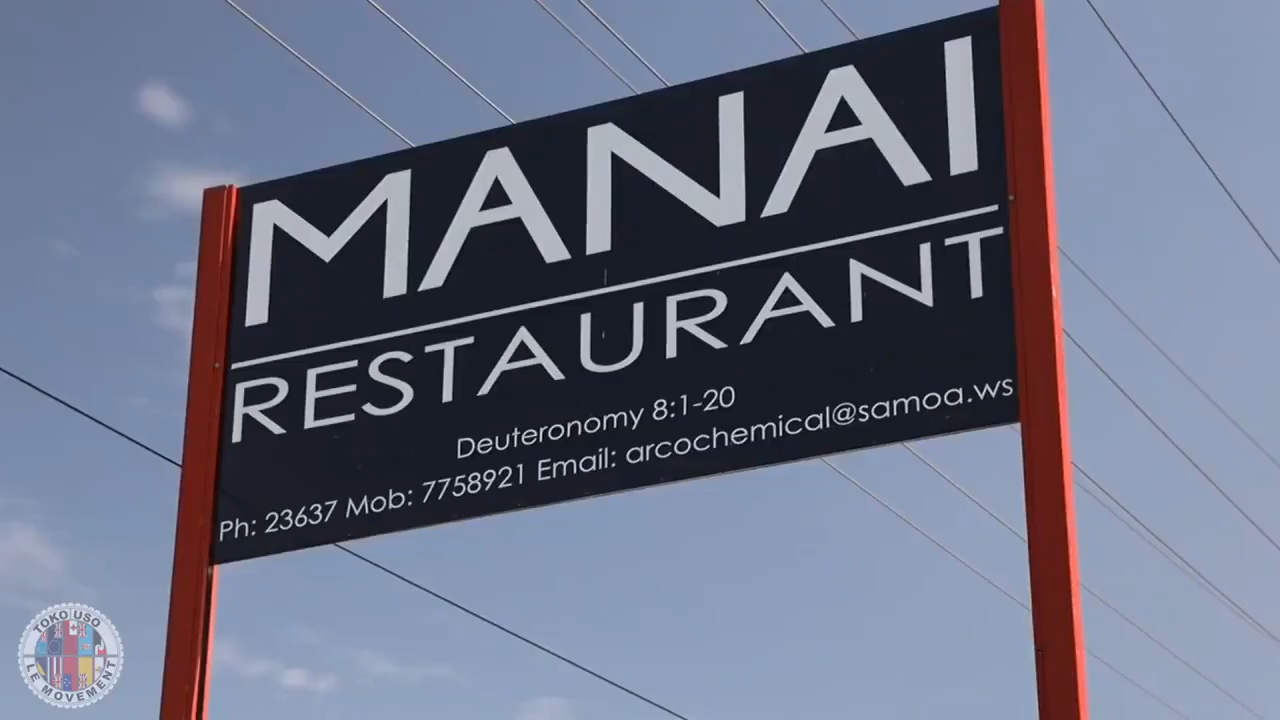 MANAI
RESTAURANT
Deuteronomy 8:1-20
Ph: 23637 Mob: 7758921 Email: arcochemical@samoa.ws
TOKO USO
LE MOVEMENT